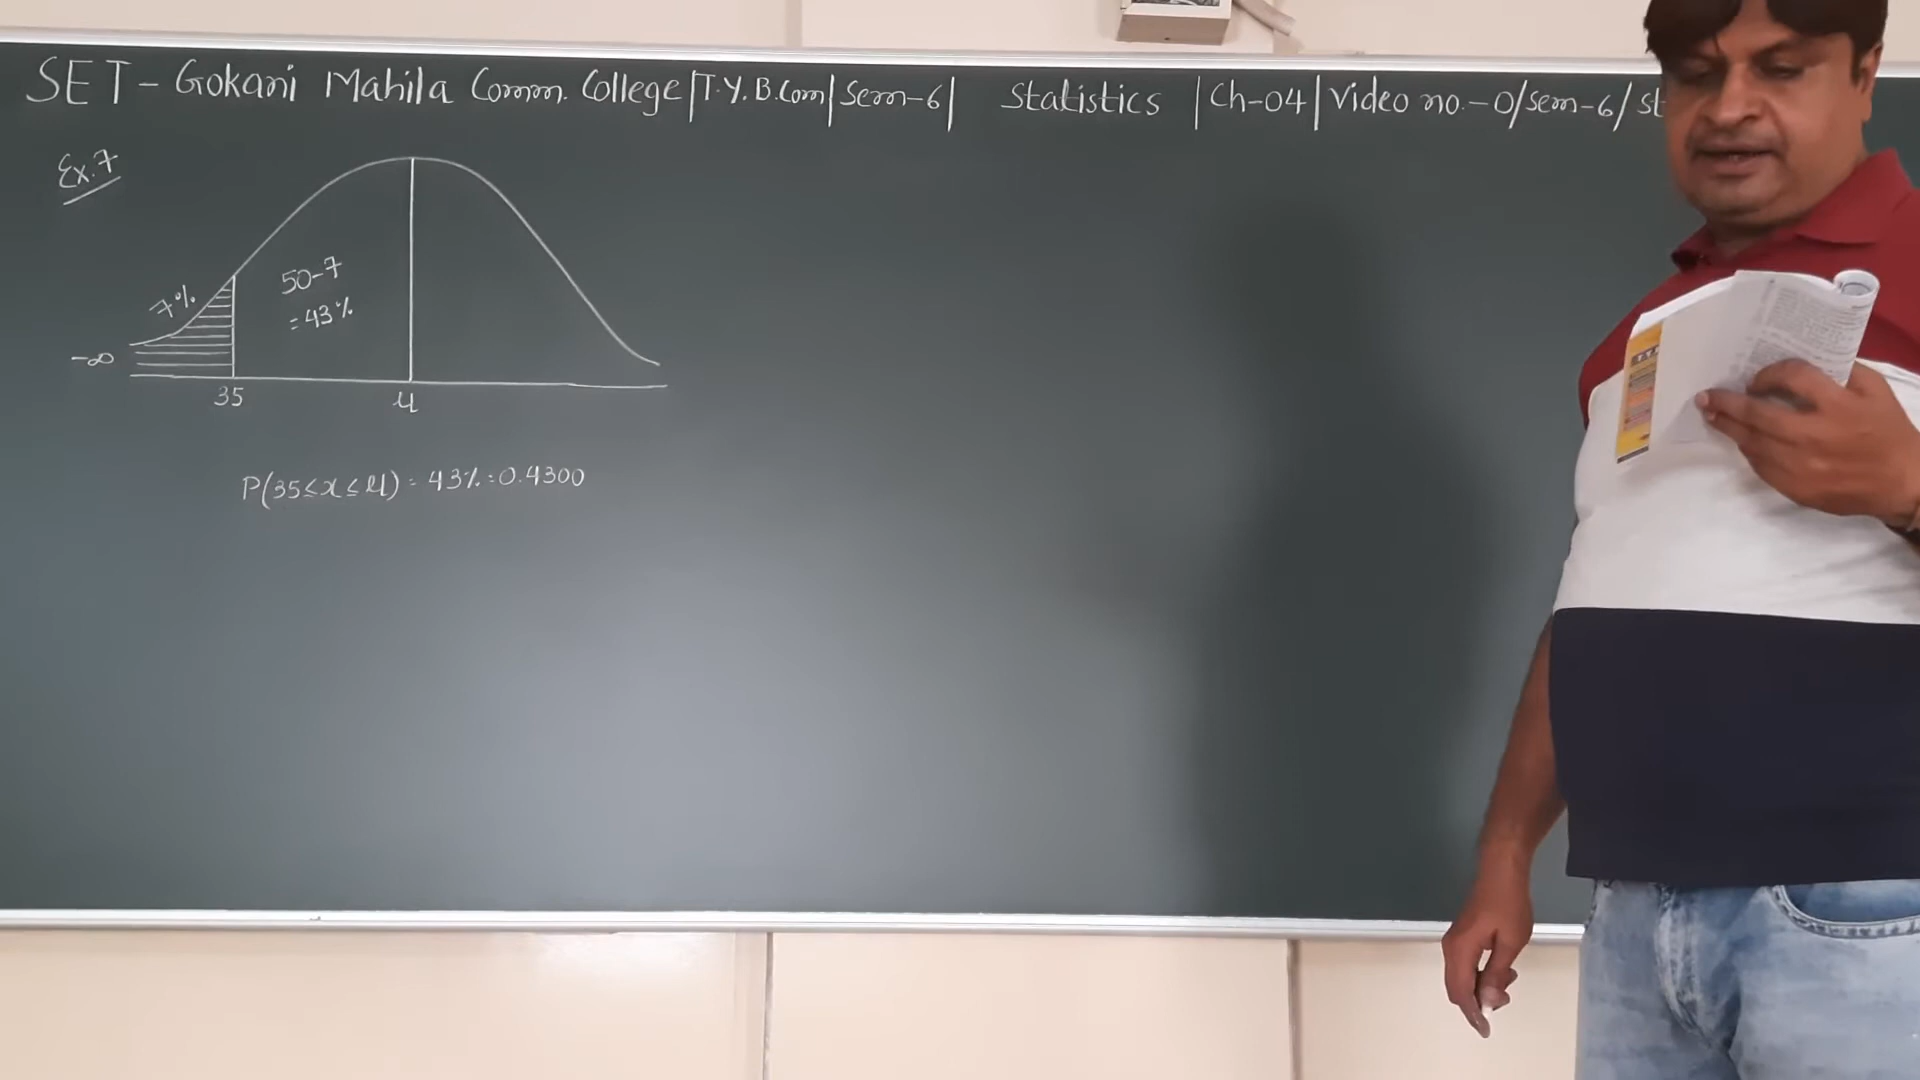 SET - Gokani Mahila Comm. College | T.Y. B.Com | Sem-6 | Statistics | Ch-04 | Video no.-0/sem-6/ st
Ex.7
7%
50-7
= 43%
-∞
35
μ
P(35≤x≤μ) = 43% = 0.4300